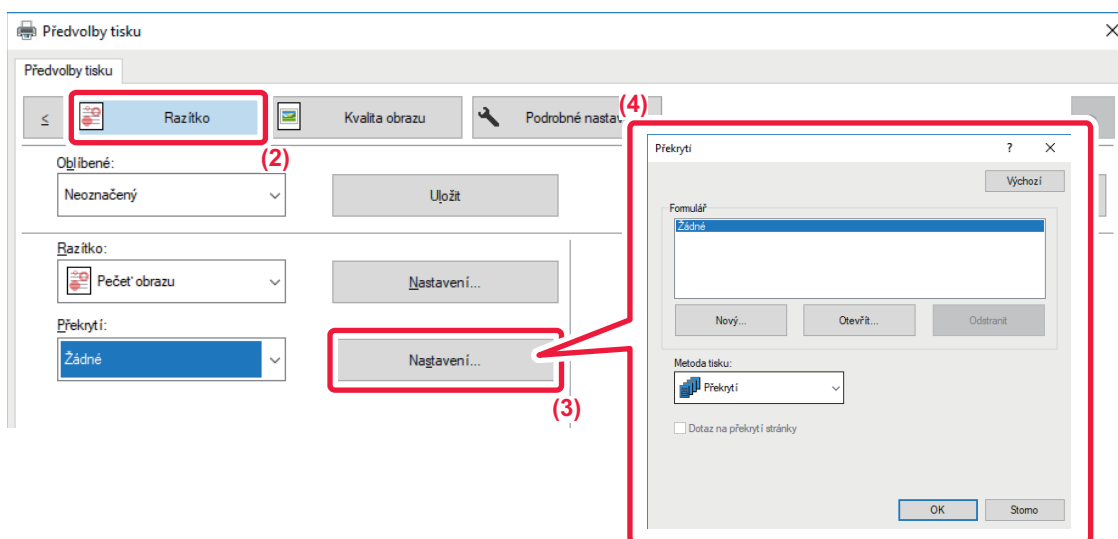 Předvolby tisku
Předvolby tisku
(4)
<
Razítko
Kvalita obrazu
Podrobné nastav
(2)
Oblíbené:
Neoznačený
Uložit
Razítko:
Pečeť obrazu
Nastavení...
Překrytí:
Žádné
Nastavení...
(3)
Překrytí
?
Výchozí
Formulář
Žádné
Nový...
Otevřít...
Odstranit
Metoda tisku:
Překrytí
Dotaz na překrytí stránky
OK
Storno